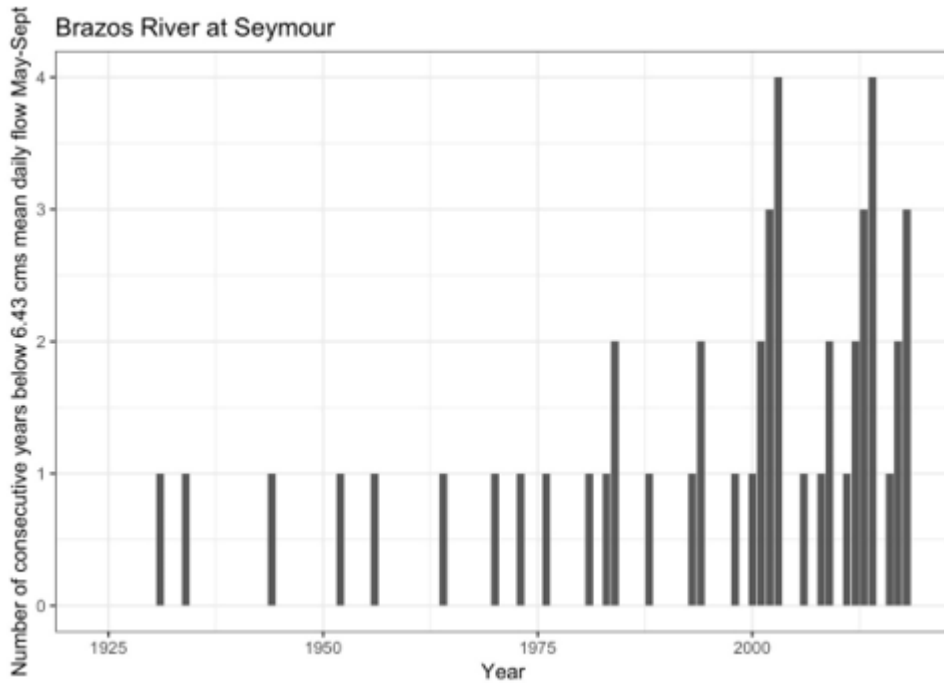 Brazos River at Seymour
Number of consecutive years below 6.43 cms mean daily flow May-Sept
4
3
2
1
0
1925 1950 1975 2000
Year